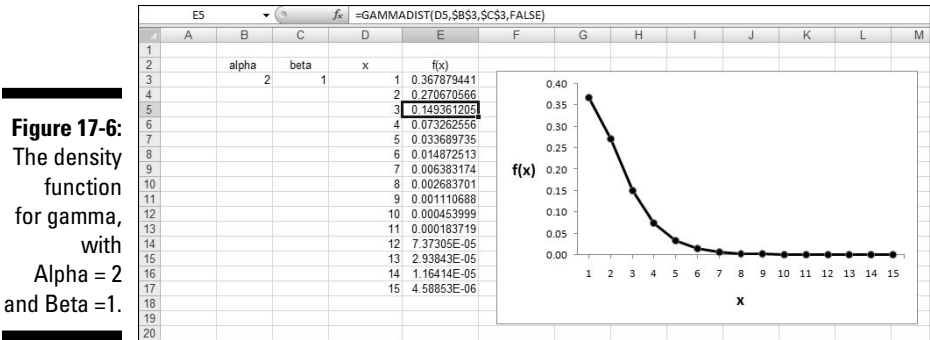 E5 fx =GAMMADIST(D5,$B$3,$C$3,FALSE)
A B C D E F G H I J K L M
1
2 alpha beta x f(x)
3 2 1 1 0.367879441
4 2 0.270670566
5 3 0.149361205
6 4 0.073262556
7 5 0.033689735
8 6 0.014872513
9 7 0.006383174
10 8 0.002683701
11 9 0.001110688
12 10 0.000453999
13 11 0.000183719
14 12 7.37305E-05
15 13 2.93843E-05
16 14 1.16414E-05
17 15 4.58853E-06
18
19
20
0.40
0.35
0.30
0.25
f(x) 0.20
0.15
0.10
0.05
0.00
1 2 3 4 5 6 7 8 9 10 11 12 13 14 15
x
Figure 17-6:
The density
function
for gamma,
with
Alpha = 2
and Beta =1.